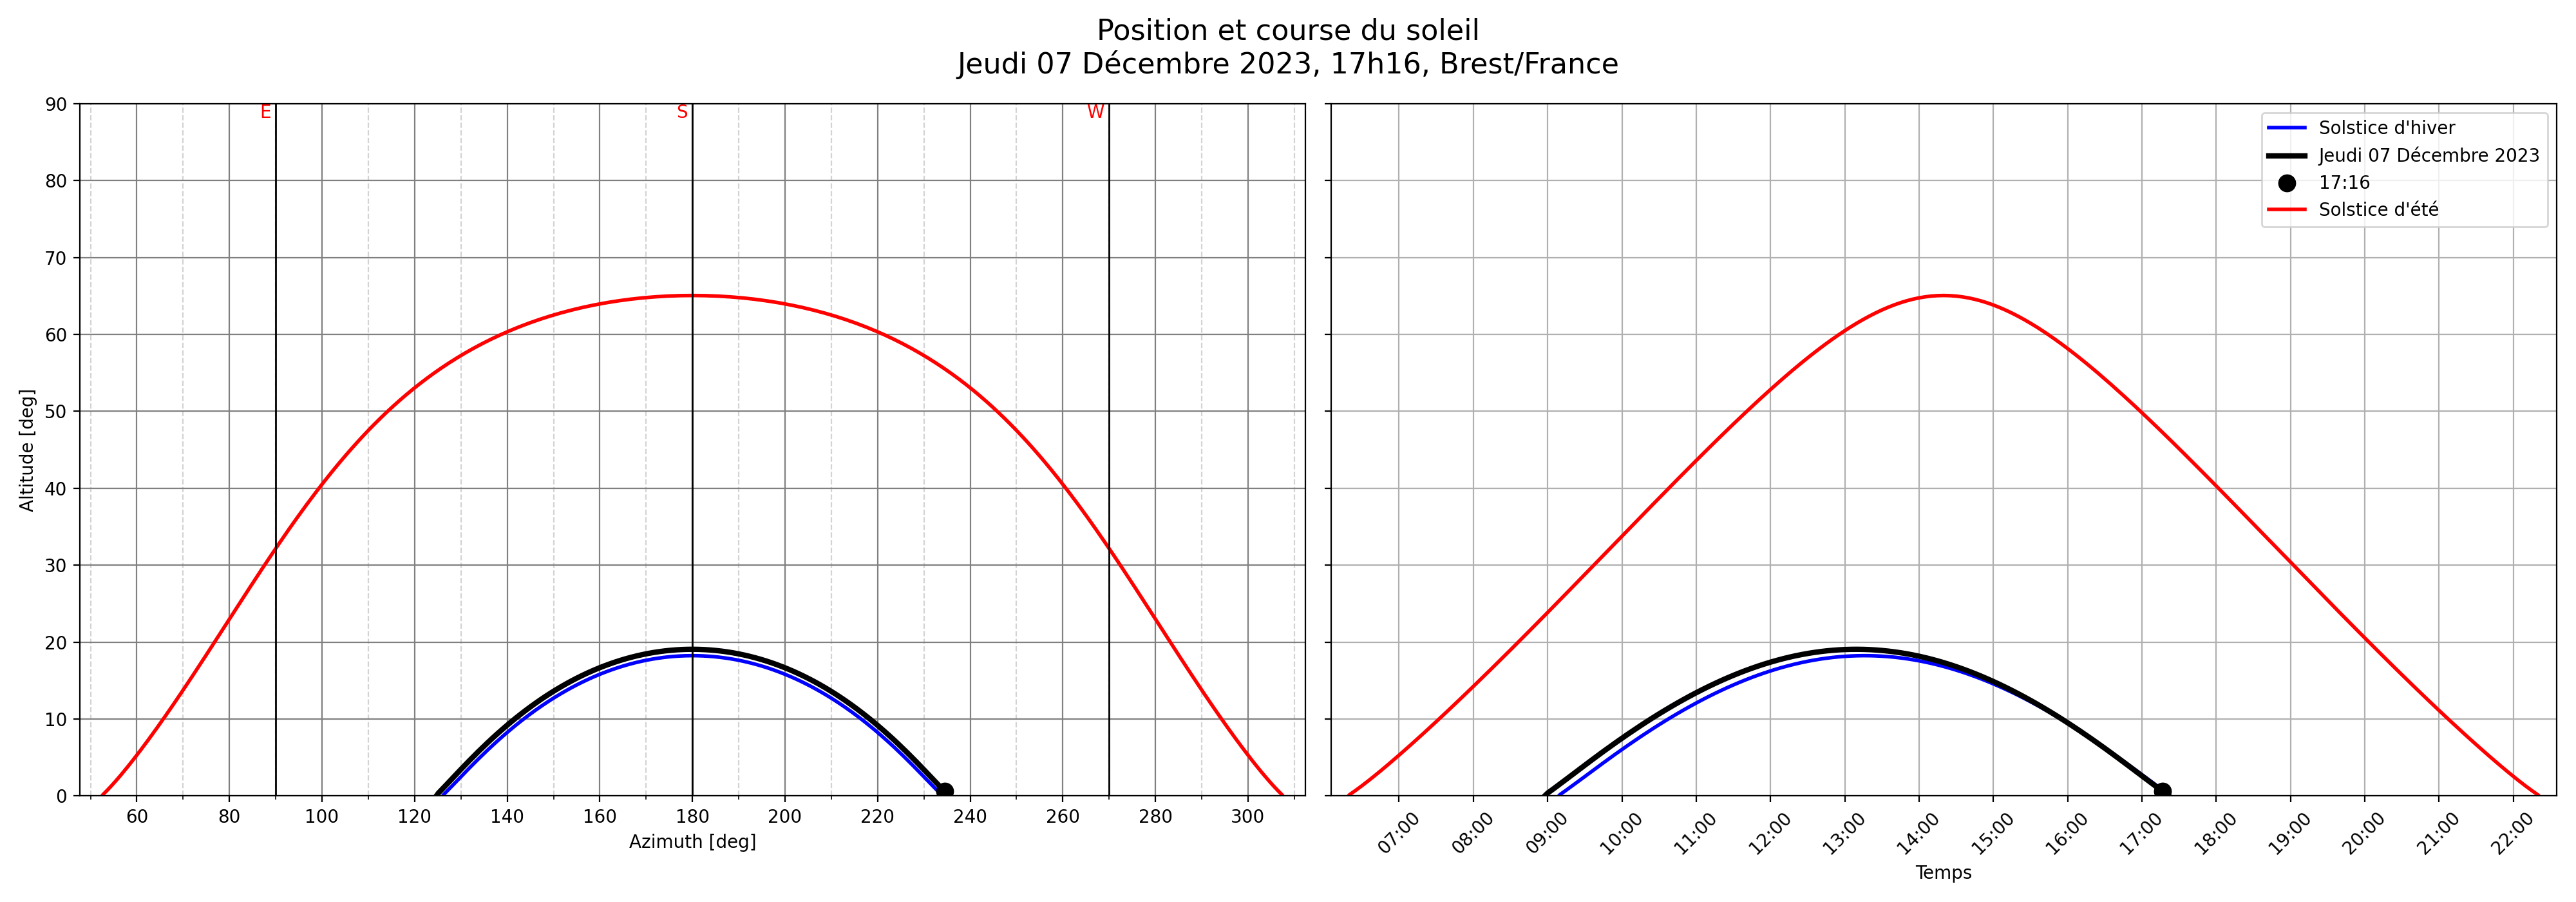 Position et course du soleil
Jeudi 07 Décembre 2023, 17h16, Brest/France
E
S
W
90
80
70
60
50
40
30
20
10
0
Altitude [deg]
60 80 100 120 140 160 180 200 220 240 260 280 300
Azimuth [deg]
Solstice d'hiver
Jeudi 07 Décembre 2023
17:16
Solstice d'été
07:00 08:00 09:00 10:00 11:00 12:00 13:00 14:00 15:00 16:00 17:00 18:00 19:00 20:00 21:00 22:00
Temps